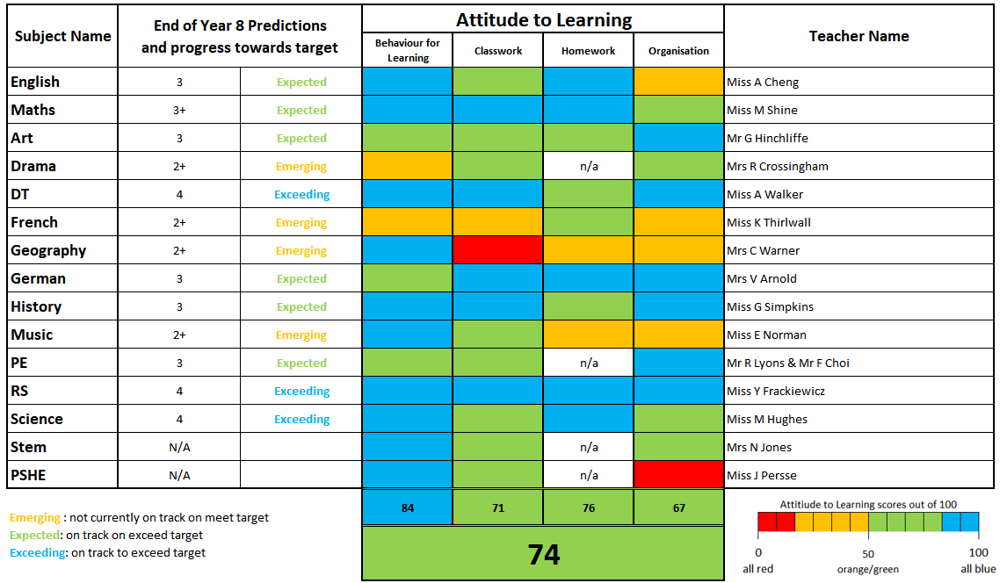 Subject Name
End of Year 8 Predictions
and progress towards target
Attitude to Learning
Behaviour for
Learning
Classwork
Homework
Organisation
Teacher Name
English 3 Expected Miss A Cheng
Maths 3+ Expected Miss M Shine
Art 3 Expected Mr G Hinchliffe
Drama 2+ Emerging n/a Mrs R Crossingham
DT 4 Exceeding Miss A Walker
French 2+ Emerging Miss K Thirlwall
Geography 2+ Emerging Mrs C Warner
German 3 Expected Mrs V Arnold
History 3 Expected Miss G Simpkins
Music 2+ Emerging Miss E Norman
PE 3 Expected n/a Mr R Lyons & Mr F Choi
RS 4 Exceeding Miss Y Frackiewicz
Science 4 Exceeding Miss M Hughes
Stem N/A n/a Mrs N Jones
PSHE N/A n/a Miss J Persse
84 71 76 67
74
Emerging : not currently on track on meet target
Expected: on track on exceed target
Exceeding: on track to exceed target
Attitude to Learning scores out of 100
0 50 100
all red orange/green all blue